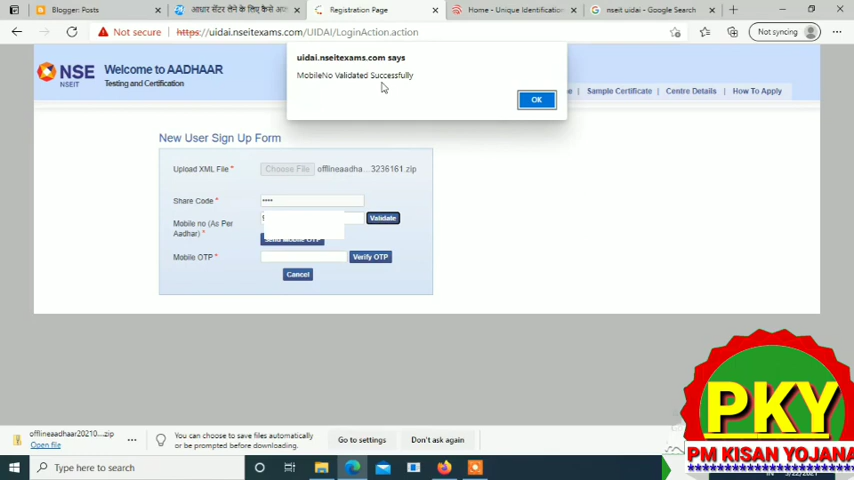 Blogger: Posts
आधार सेंटर लेने के लिए कैसे आ
Registration Page
Home - Unique Identification
nseit uidai - Google Search
Not secure
https://uidai.nseitexams.com/UIDAI/LoginAction.action
Not syncing
NSE
NSEIT
Welcome to AADHAAR
Testing and Certification
Sample Certificate
Centre Details
How To Apply
uidai.nseitexams.com says
MobileNo Validated Successfully
OK
New User Sign Up Form
Upload XML File *
Choose File
offlineaadha...3236161.zip
Share Code *
••••
Mobile no (As Per
Aadhar) *
Validate
Send Mobile OTP
Mobile OTP *
Verify OTP
Cancel
PKY
PM KISAN YOJANA
offlineaadhaar20210....zip
Open file
You can choose to save files automatically
or be prompted before downloading.
Go to settings
Don't ask again
Type here to search